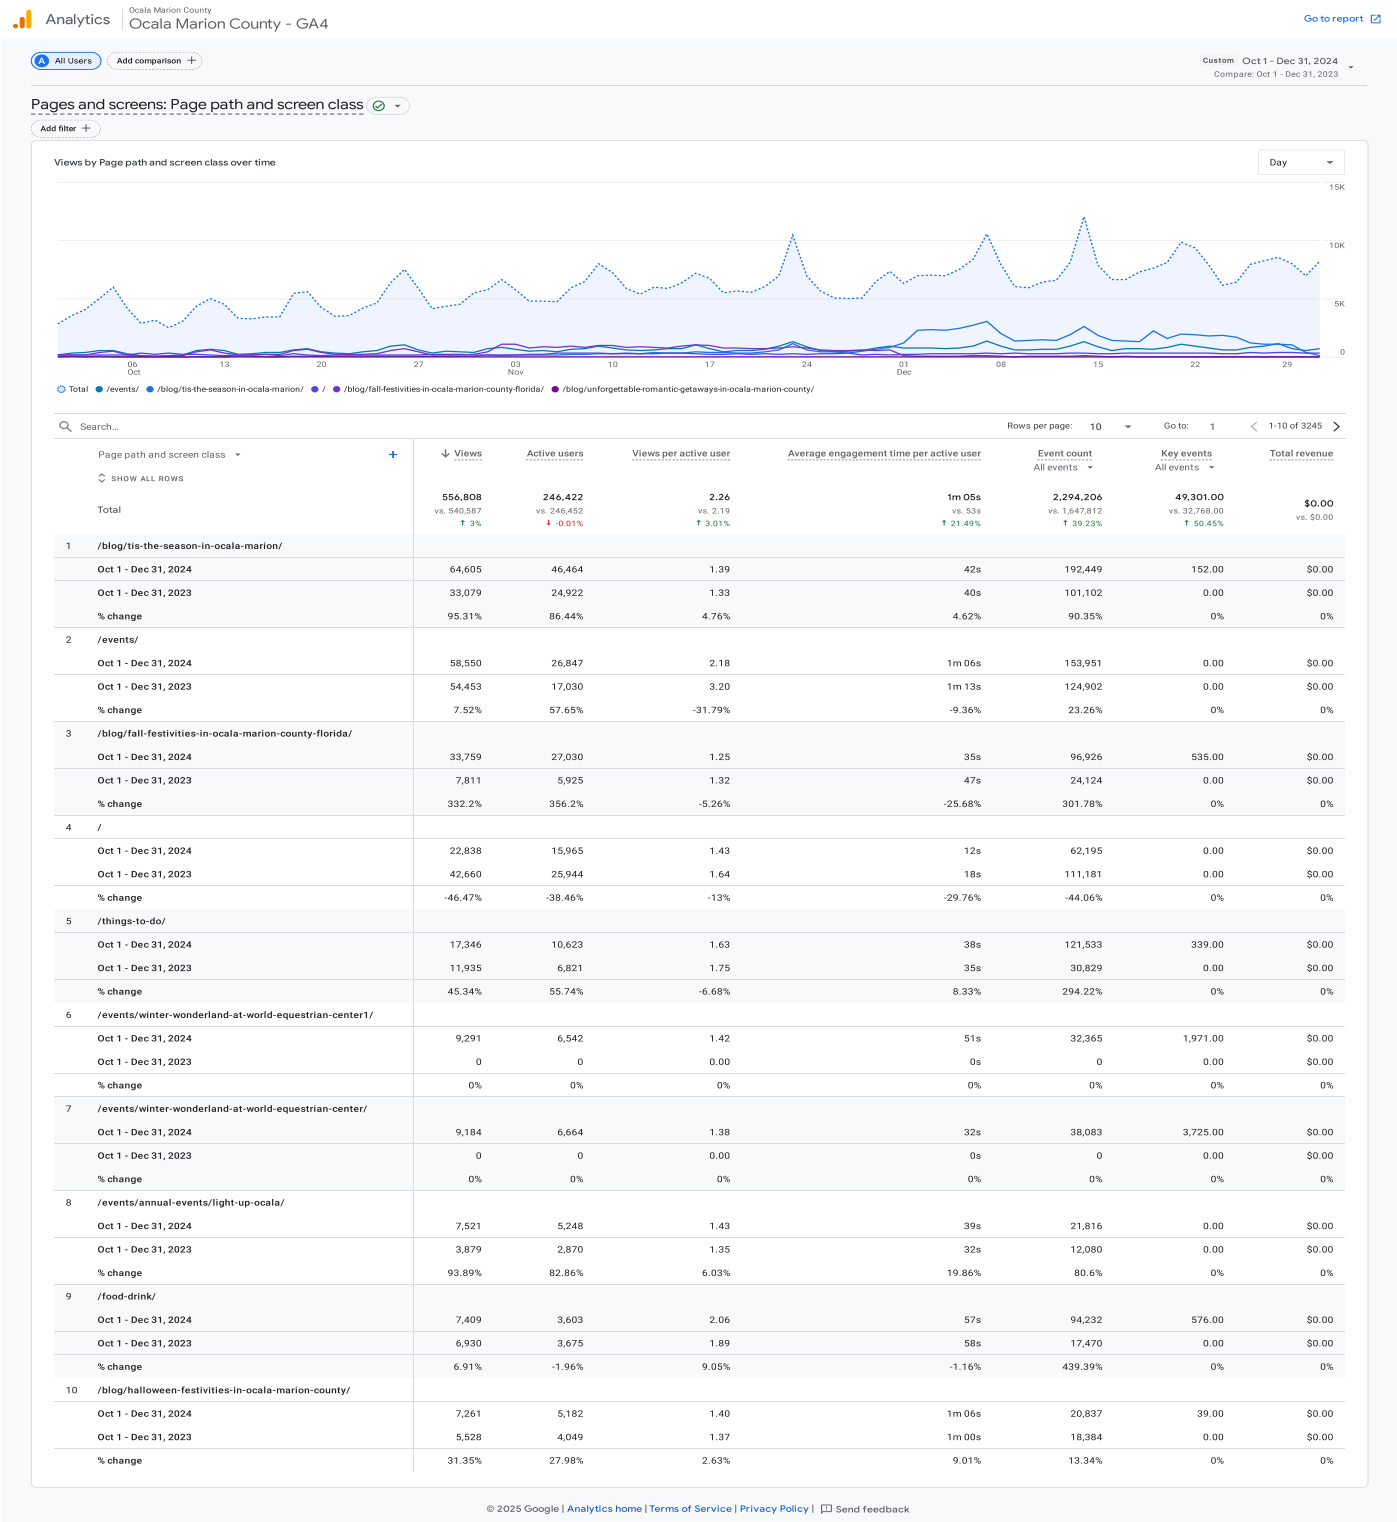 Analytics
Ocala Marion County
Ocala Marion County - GA4
Go to report
A All Users
Add comparison
Custom Oct 1 - Dec 31, 2024
Compare: Oct 1 - Dec 31, 2023
Pages and screens: Page path and screen class
Add filter
Views by Page path and screen class over time
Day
15K
10K
5K
0
06 Oct 13 20 27 03 Nov 10 17 24 01 Dec 08 15 22 29
Total /events/ /blog/tis-the-season-in-ocala-marion/ / /blog/fall-festivities-in-ocala-marion-county-florida/ /blog/unforgettable-romantic-getaways-in-ocala-marion-county/
Search...
Rows per page: 10 Go to: 1 1-10 of 3245
Page path and screen class + Views Active users Views per active user Average engagement time per active user Event count Key events Total revenue
All events All events
SHOW ALL ROWS
Total 556,808 246,422 2.26 1m 05s 2,294,206 49,301.00 $0.00
vs. 540,587 vs. 246,452 vs. 2.19 vs. 53s vs. 1,647,812 vs. 32,768.00 vs. $0.00
↑ 3% ↓ -0.01% ↑ 3.01% ↑ 21.49% ↑ 39.23% ↑ 50.45%
1 /blog/tis-the-season-in-ocala-marion/
Oct 1 - Dec 31, 2024 64,605 46,464 1.39 42s 192,449 152.00 $0.00
Oct 1 - Dec 31, 2023 33,079 24,922 1.33 40s 101,102 0.00 $0.00
% change 95.31% 86.44% 4.76% 4.62% 90.35% 0% 0%
2 /events/
Oct 1 - Dec 31, 2024 58,550 26,847 2.18 1m 06s 153,951 0.00 $0.00
Oct 1 - Dec 31, 2023 54,453 17,030 3.20 1m 13s 124,902 0.00 $0.00
% change 7.52% 57.65% -31.79% -9.36% 23.26% 0% 0%
3 /blog/fall-festivities-in-ocala-marion-county-florida/
Oct 1 - Dec 31, 2024 33,759 27,030 1.25 35s 96,926 535.00 $0.00
Oct 1 - Dec 31, 2023 7,811 5,925 1.32 47s 24,124 0.00 $0.00
% change 332.2% 356.2% -5.26% -25.68% 301.78% 0% 0%
4 /
Oct 1 - Dec 31, 2024 22,838 15,965 1.43 12s 62,195 0.00 $0.00
Oct 1 - Dec 31, 2023 42,660 25,944 1.64 18s 111,181 0.00 $0.00
% change -46.47% -38.46% -13% -29.76% -44.06% 0% 0%
5 /things-to-do/
Oct 1 - Dec 31, 2024 17,346 10,623 1.63 38s 121,533 339.00 $0.00
Oct 1 - Dec 31, 2023 11,935 6,821 1.75 35s 30,829 0.00 $0.00
% change 45.34% 55.74% -6.68% 8.33% 294.22% 0% 0%
6 /events/winter-wonderland-at-world-equestrian-center1/
Oct 1 - Dec 31, 2024 9,291 6,542 1.42 51s 32,365 1,971.00 $0.00
Oct 1 - Dec 31, 2023 0 0 0.00 0s 0 0.00 $0.00
% change 0% 0% 0% 0% 0% 0% 0%
7 /events/winter-wonderland-at-world-equestrian-center/
Oct 1 - Dec 31, 2024 9,184 6,664 1.38 32s 38,083 3,725.00 $0.00
Oct 1 - Dec 31, 2023 0 0 0.00 0s 0 0.00 $0.00
% change 0% 0% 0% 0% 0% 0% 0%
8 /events/annual-events/light-up-ocala/
Oct 1 - Dec 31, 2024 7,521 5,248 1.43 39s 21,816 0.00 $0.00
Oct 1 - Dec 31, 2023 3,879 2,870 1.35 32s 12,080 0.00 $0.00
% change 93.89% 82.86% 6.03% 19.86% 80.6% 0% 0%
9 /food-drink/
Oct 1 - Dec 31, 2024 7,409 3,603 2.06 57s 94,232 576.00 $0.00
Oct 1 - Dec 31, 2023 6,930 3,675 1.89 58s 17,470 0.00 $0.00
% change 6.91% -1.96% 9.05% -1.16% 439.39% 0% 0%
10 /blog/halloween-festivities-in-ocala-marion-county/
Oct 1 - Dec 31, 2024 7,261 5,182 1.40 1m 06s 20,837 39.00 $0.00
Oct 1 - Dec 31, 2023 5,528 4,049 1.37 1m 00s 18,384 0.00 $0.00
% change 31.35% 27.98% 2.63% 9.01% 13.34% 0% 0%
© 2025 Google | Analytics home | Terms of Service | Privacy Policy | Send feedback